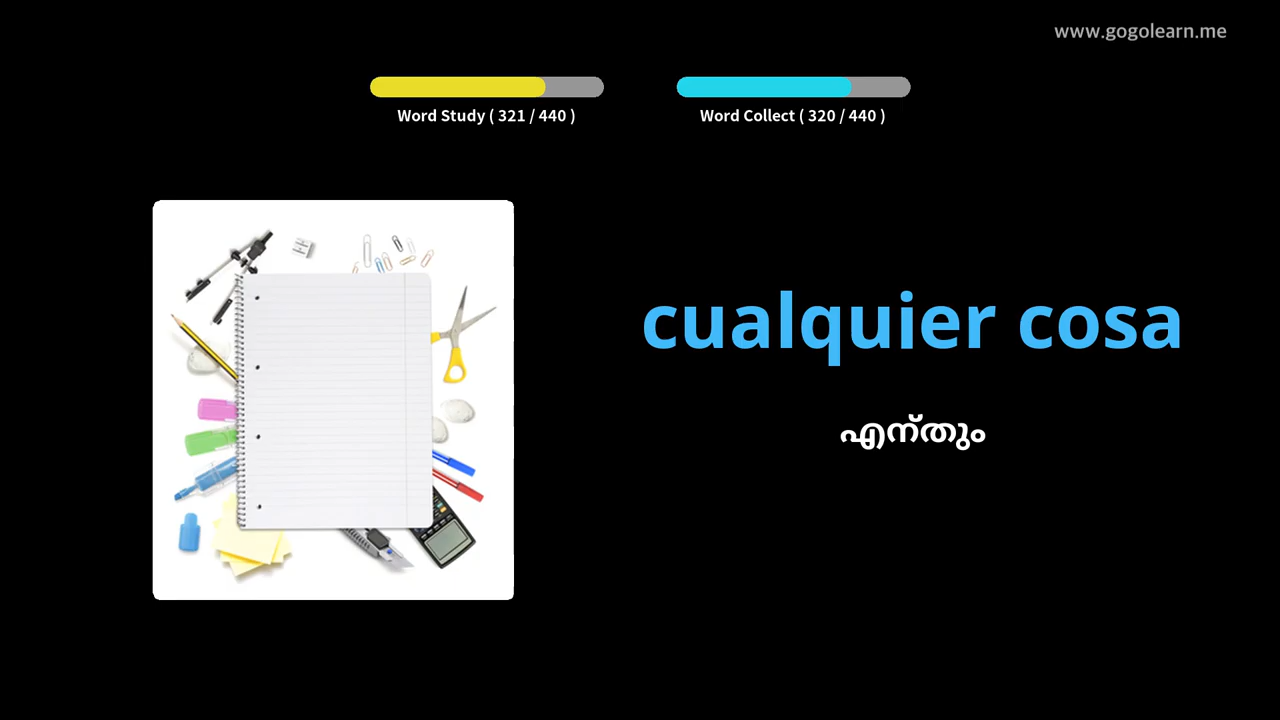 www.gogolearn.me
Word Study ( 321 / 440 )
Word Collect ( 320 / 440 )
cualquier cosa
എന്തും